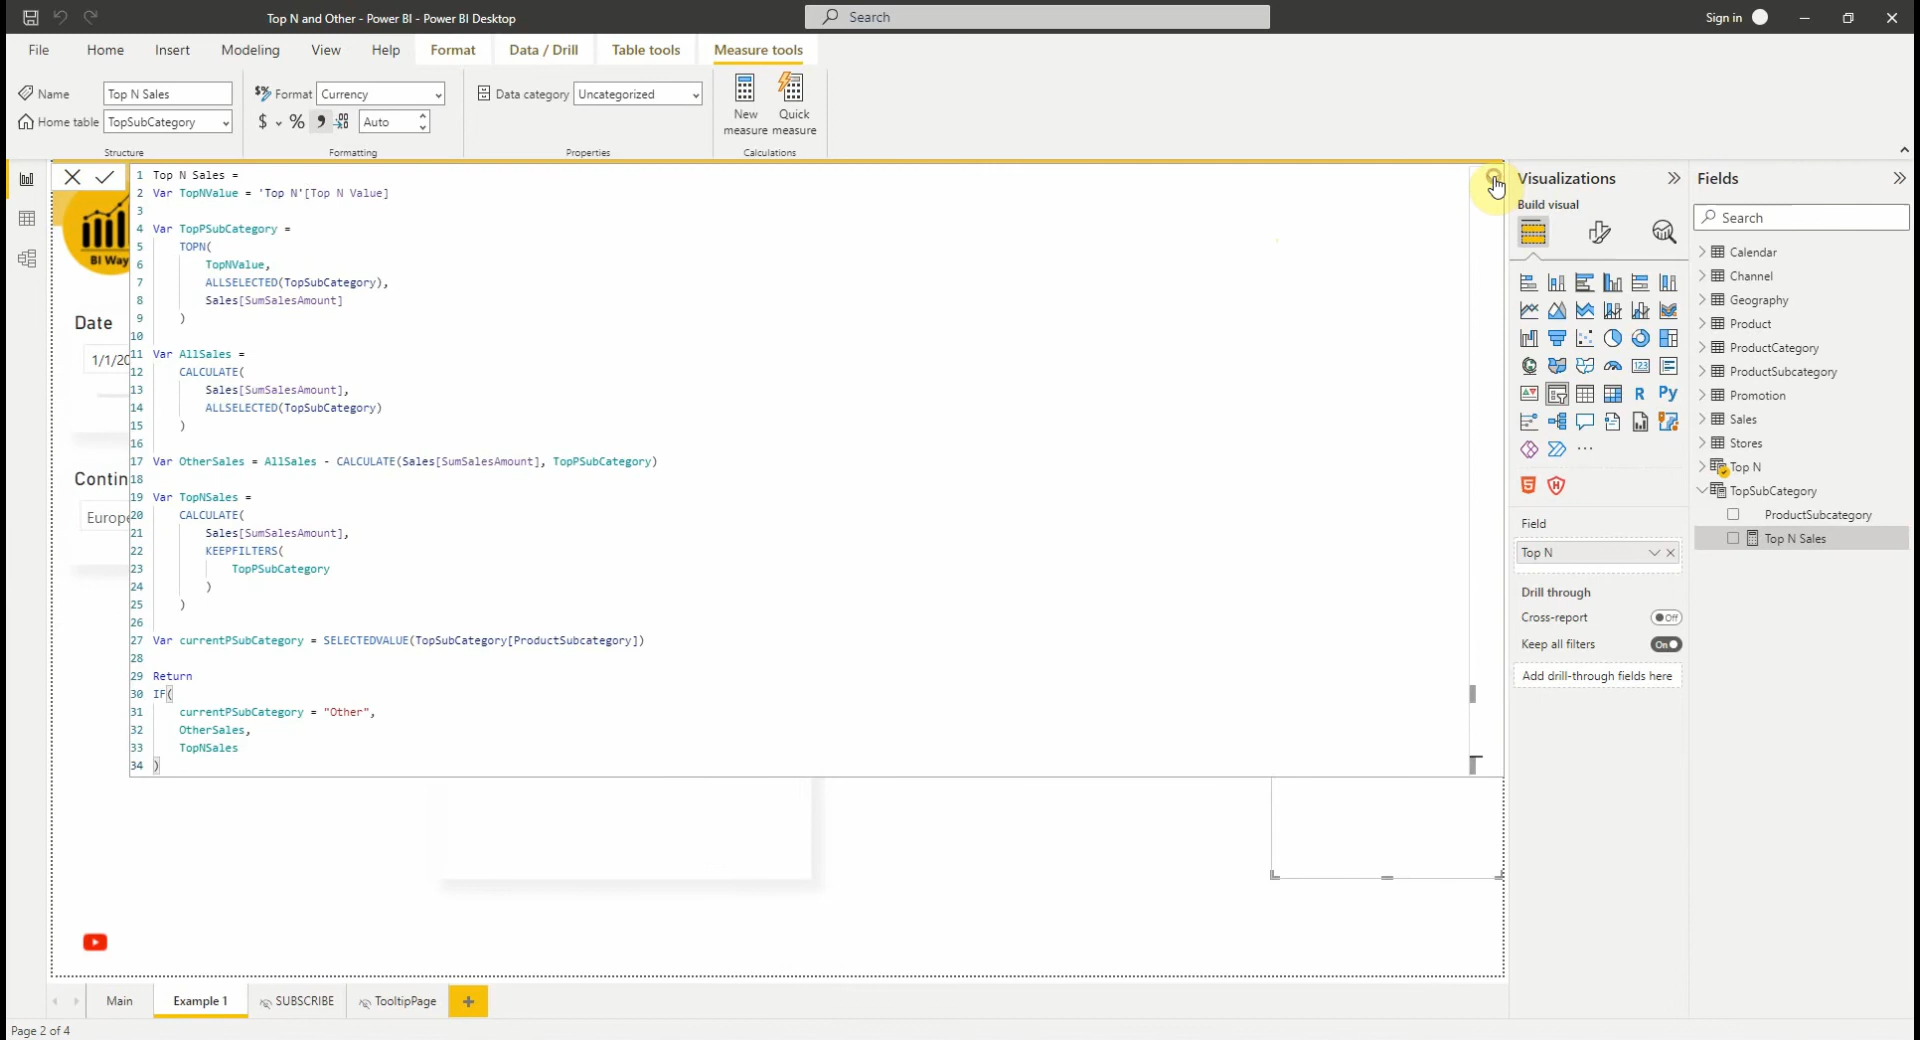 Top N and Other - Power BI - Power BI Desktop
Search
Sign in
File Home Insert Modeling View Help Format Data / Drill Table tools Measure tools
Name Top N Sales
Home table TopSubCategory
Structure
Format Currency
$ % Auto
Formatting
Data category Uncategorized
Properties
New measure
Quick measure
Calculations
1 Top N Sales =
2 Var TopNValue = 'Top N'[Top N Value]
3
4 Var TopPSubCategory =
5 TOPN(
6 TopNValue,
7 ALLSELECTED(TopSubCategory),
8 Sales[SumSalesAmount]
9 )
10
11 Var AllSales =
12 CALCULATE(
13 Sales[SumSalesAmount],
14 ALLSELECTED(TopSubCategory)
15 )
16
17 Var OtherSales = AllSales - CALCULATE(Sales[SumSalesAmount], TopPSubCategory)
18
19 Var TopNSales =
20 CALCULATE(
21 Sales[SumSalesAmount],
22 KEEPFILTERS(
23 TopPSubCategory
24 )
25 )
26
27 Var currentPSubCategory = SELECTEDVALUE(TopSubCategory[ProductSubcategory])
28
29 Return
30 IF(
31 currentPSubCategory = "Other",
32 OtherSales,
33 TopNSales
34 )
BI Way
Date
1/1/20
Contin
Europe
Visualizations
Build visual
R Py
123
Field
Top N
Drill through
Cross-report Off
Keep all filters On
Add drill-through fields here
Fields
Search
Calendar
Channel
Geography
Product
ProductCategory
ProductSubcategory
Promotion
Sales
Stores
Top N
TopSubCategory
ProductSubcategory
Top N Sales
Main Example 1 SUBSCRIBE TooltipPage +
Page 2 of 4